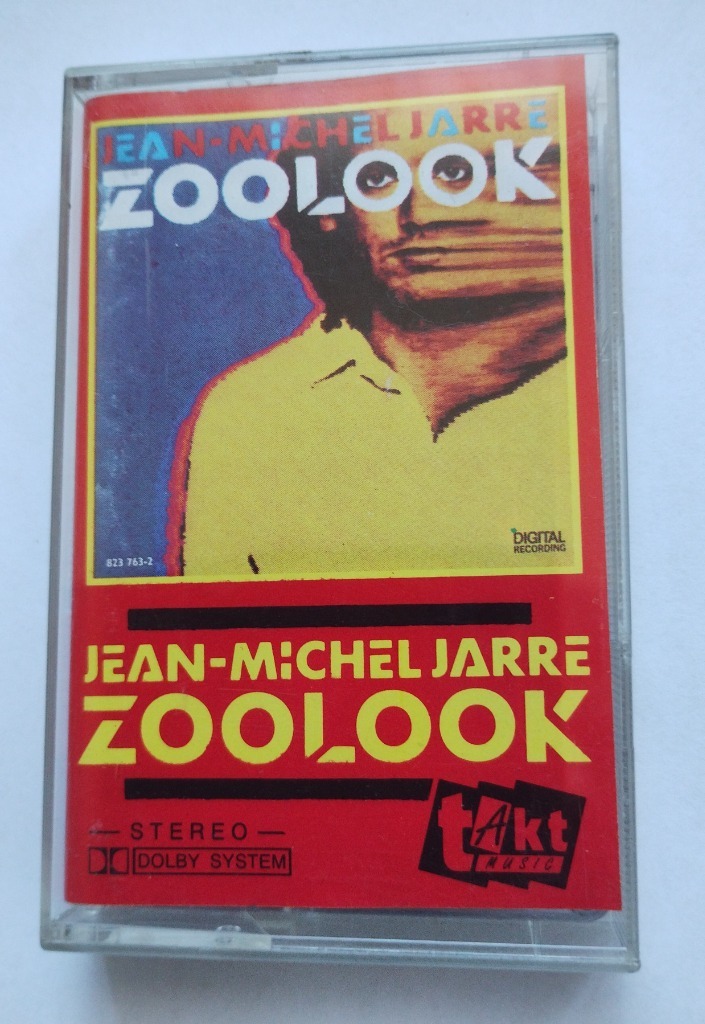 JEAN-MICHEL JARRE
ZOOLOOK
DIGITAL
RECORDING
823 763-2
JEAN-MICHEL JARRE
ZOOLOOK
— STEREO —
DOLBY SYSTEM
tAkt
MUSIC